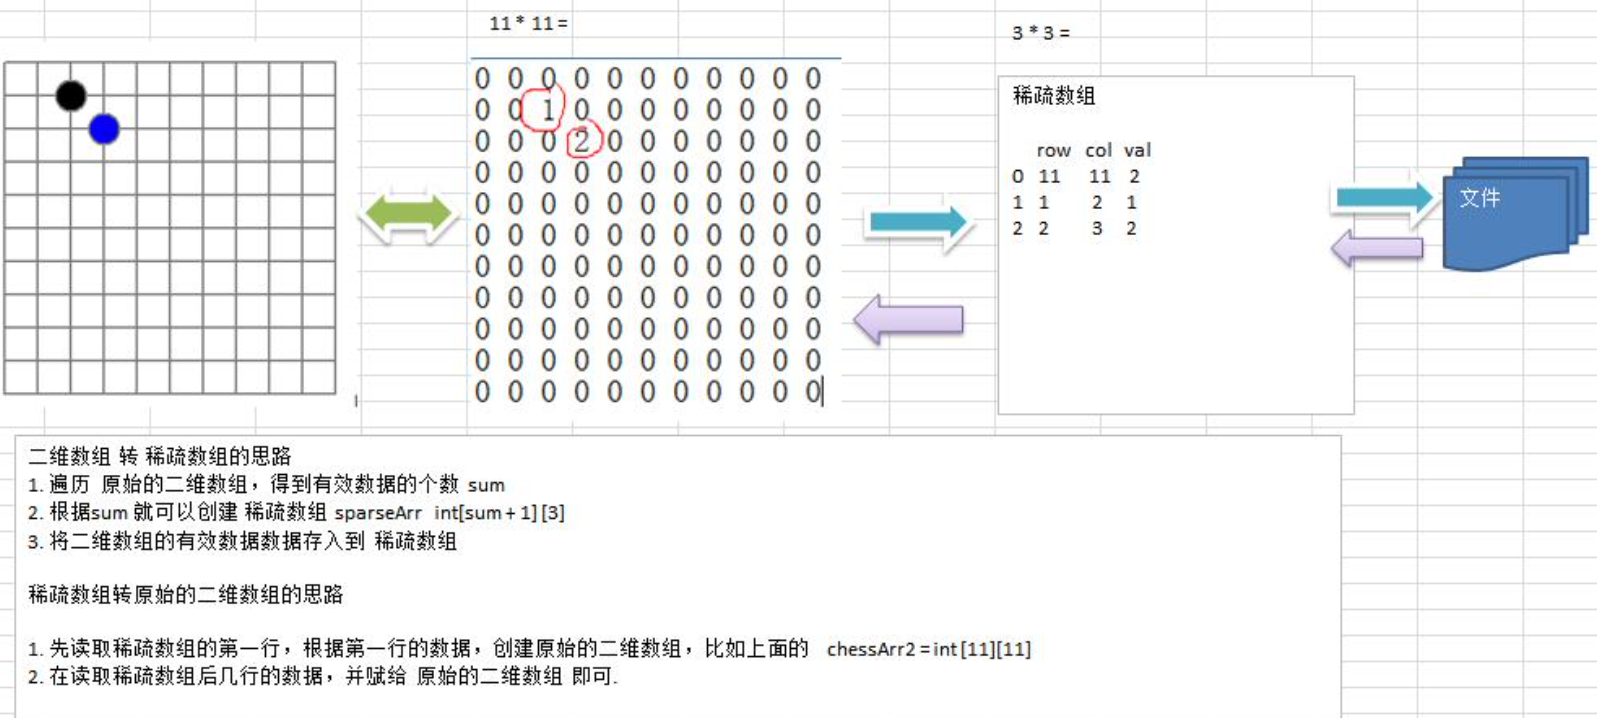 11 * 11 =
0 0 0 0 0 0 0 0 0 0 0
0 0 1 0 0 0 0 0 0 0 0
0 0 0 2 0 0 0 0 0 0 0
0 0 0 0 0 0 0 0 0 0 0
0 0 0 0 0 0 0 0 0 0 0
0 0 0 0 0 0 0 0 0 0 0
0 0 0 0 0 0 0 0 0 0 0
0 0 0 0 0 0 0 0 0 0 0
0 0 0 0 0 0 0 0 0 0 0
0 0 0 0 0 0 0 0 0 0 0
0 0 0 0 0 0 0 0 0 0 0
3 * 3 =
稀疏数组
row col val
0 11 11 2
1 1 2 1
2 2 3 2
文件
二维数组 转 稀疏数组的思路
1. 遍历 原始的二维数组，得到有效数据的个数 sum
2. 根据sum 就可以创建 稀疏数组 sparseArr int[sum + 1] [3]
3. 将二维数组的有效数据数据存入到 稀疏数组
稀疏数组转原始的二维数组的思路
1. 先读取稀疏数组的第一行，根据第一行的数据，创建原始的二维数组，比如上面的 chessArr2 = int [11][11]
2. 在读取稀疏数组后几行的数据，并赋给 原始的二维数组 即可.